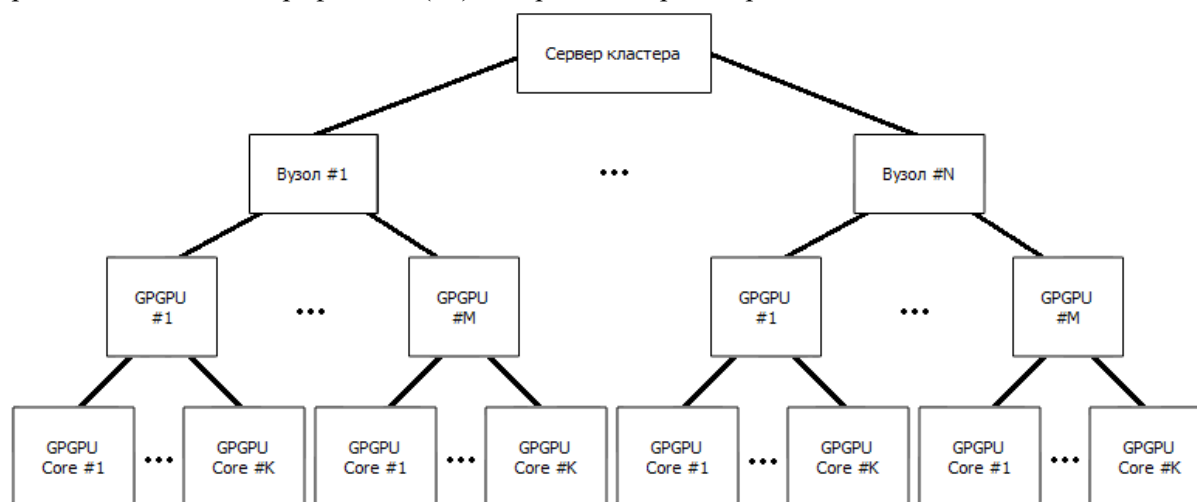 Сервер кластера
Вузол #1
...
Вузол #N
GPGPU
#1
...
GPGPU
#M
GPGPU
#1
...
GPGPU
#M
GPGPU
Core #1
...
GPGPU
Core #K
GPGPU
Core #1
...
GPGPU
Core #K
GPGPU
Core #1
...
GPGPU
Core #K
GPGPU
Core #1
...
GPGPU
Core #K